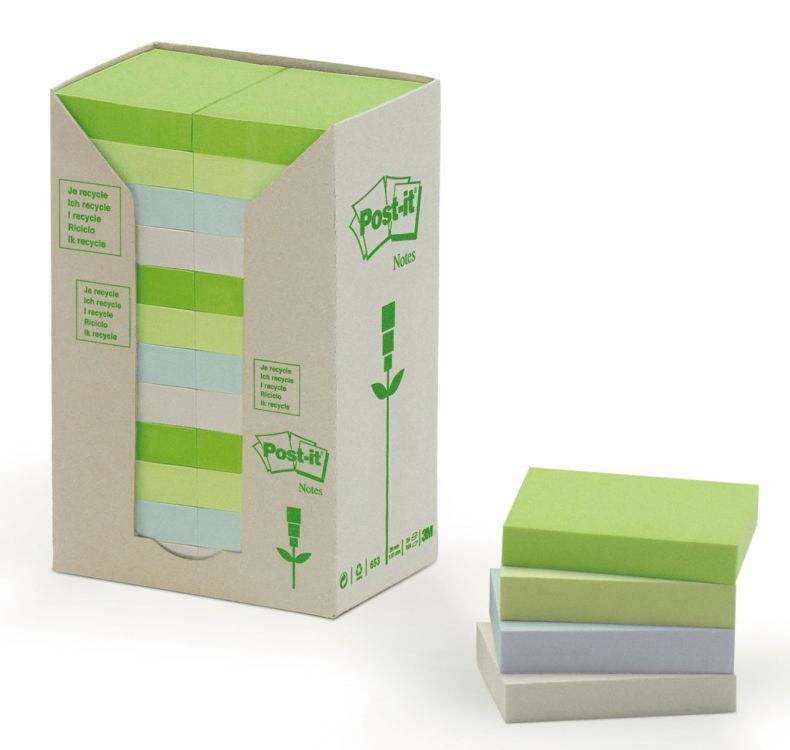 Je recycle
Ich recycle
I recycle
Riciclo
Ik recycle
Je recycle
Ich recycle
I recycle
Riciclo
Ik recycle
Je recycle
Ich recycle
I recycle
Riciclo
Ik recycle
Post-it
Notes
Post-it®
Notes
653
3M